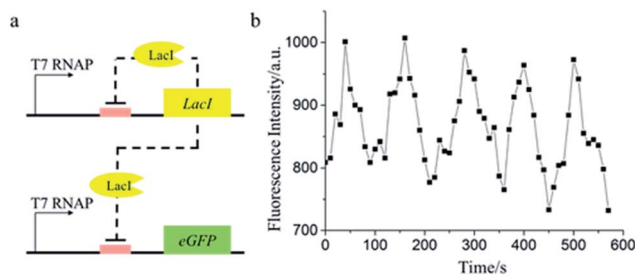 a
T7 RNAP
LacI
LacI
LacI
T7 RNAP
eGFP
b
Fluorescence Intensity/a.u.
1000
900
800
700
0 100 200 300 400 500 600
Time/s